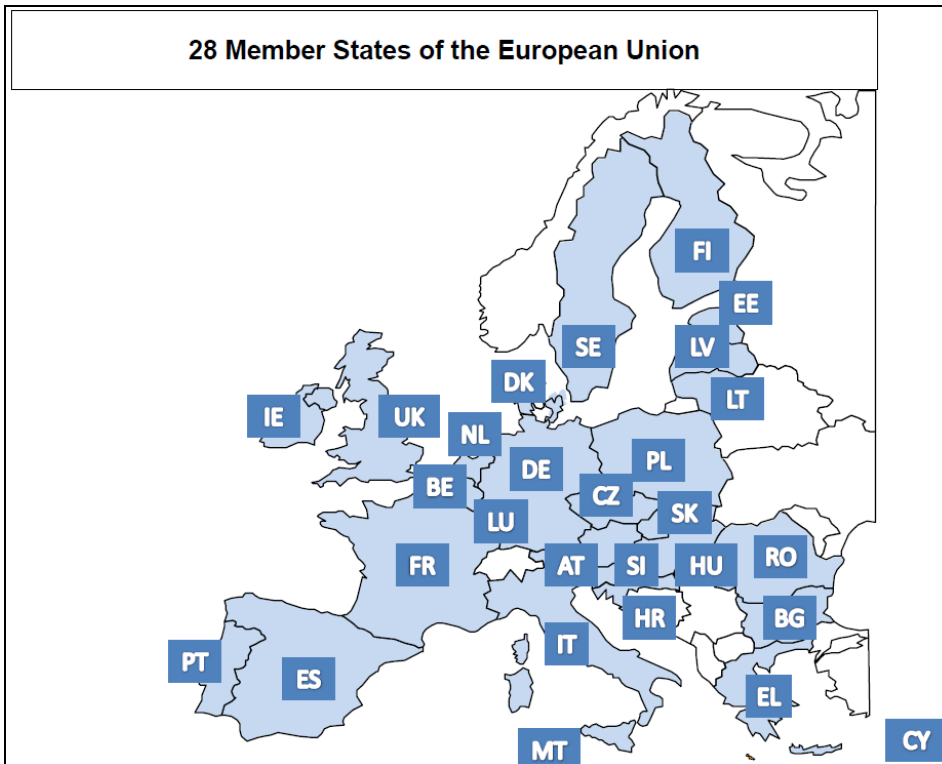 28 Member States of the European Union
FI
EE
SE
LV
DK
LT
IE
UK
NL
DE
PL
BE
CZ
LU
SK
FR
AT
SI
HU
RO
HR
BG
IT
PT
ES
EL
MT
CY